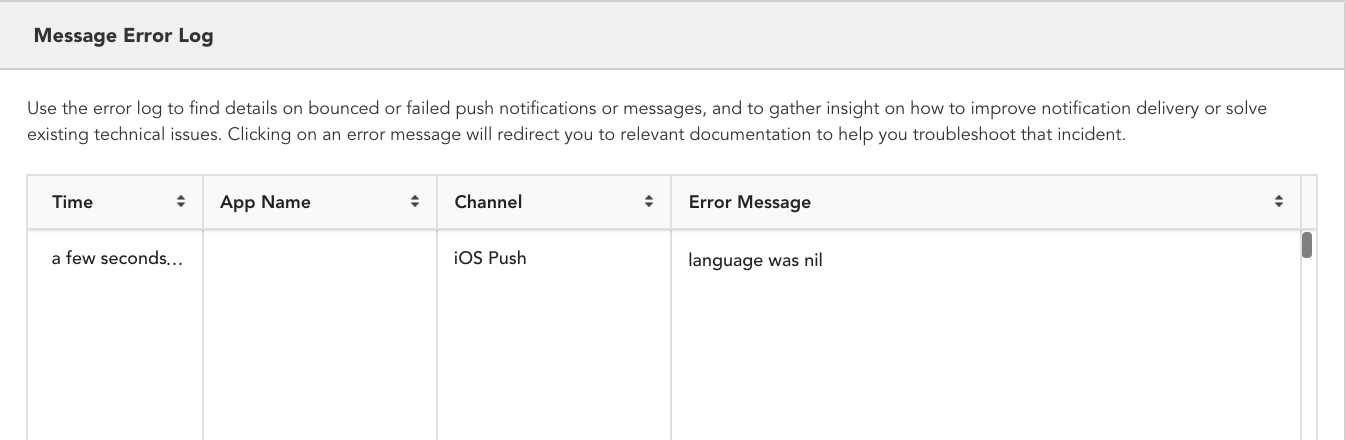 Message Error Log
Use the error log to find details on bounced or failed push notifications or messages, and to gather insight on how to improve notification delivery or solve
existing technical issues. Clicking on an error message will redirect you to relevant documentation to help you troubleshoot that incident.
Time App Name Channel Error Message
a few seconds... iOS Push language was nil